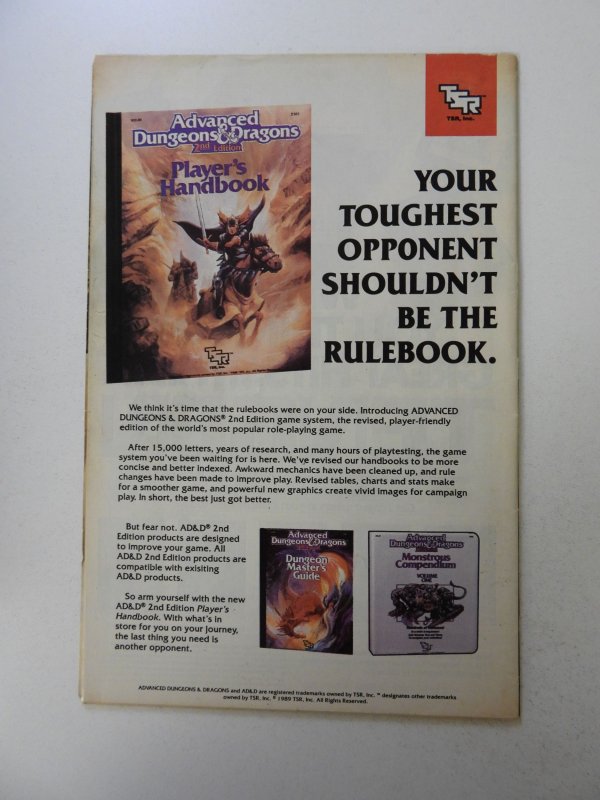 TSR
TSR, Inc.
Advanced
Dungeons & Dragons
2nd Edition
Player's
Handbook
TSR
TSR, Inc.
YOUR
TOUGHEST
OPPONENT
SHOULDN'T
BE THE
RULEBOOK.
We think it's time that the rulebooks were on your side. Introducing ADVANCED
DUNGEONS & DRAGONS® 2nd Edition game system, the revised, player-friendly
edition of the world's most popular role-playing game.
After 15,000 letters, years of research, and many hours of playtesting, the game
system you've been waiting for is here. We've revised our handbooks to be more
concise and better indexed. Awkward mechanics have been cleaned up, and rule
changes have been made to improve play. Revised tables, charts and stats make
for a smoother game, and powerful new graphics create vivid images for campaign
play. In short, the best just got better.
But fear not. AD&D® 2nd
Edition products are designed
to improve your game. All
AD&D 2nd Edition products are
compatible with exisiting
AD&D products.
So arm yourself with the new
AD&D® 2nd Edition Player's
Handbook. With what's in
store for you on your journey,
the last thing you need is
another opponent.
Advanced
Dungeons & Dragons
Dungeon
Master's
Guide
Advanced
Dungeons & Dragons
Monstrous
Compendium
VOLUME
ONE
TSR
ADVANCED DUNGEONS & DRAGONS and AD&D are registered trademarks owned by TSR, Inc. ™ designates other trademarks
owned by TSR, Inc. © 1989 TSR, Inc. All Rights Reserved.